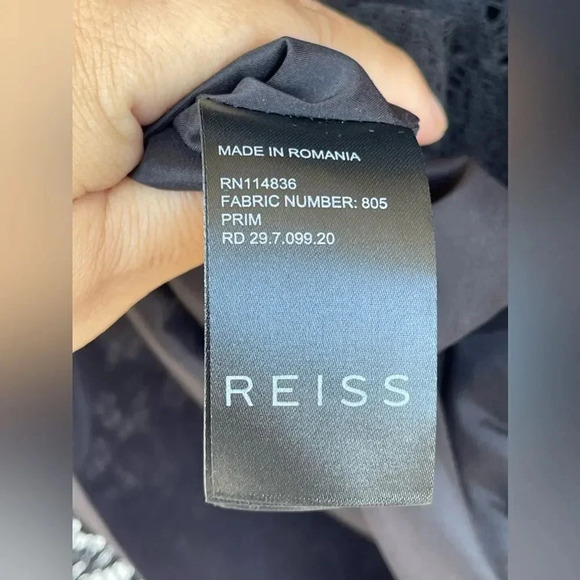 MADE IN ROMANIA
RN114836
FABRIC NUMBER: 805
PRIM
RD 29.7.099.20
REISS